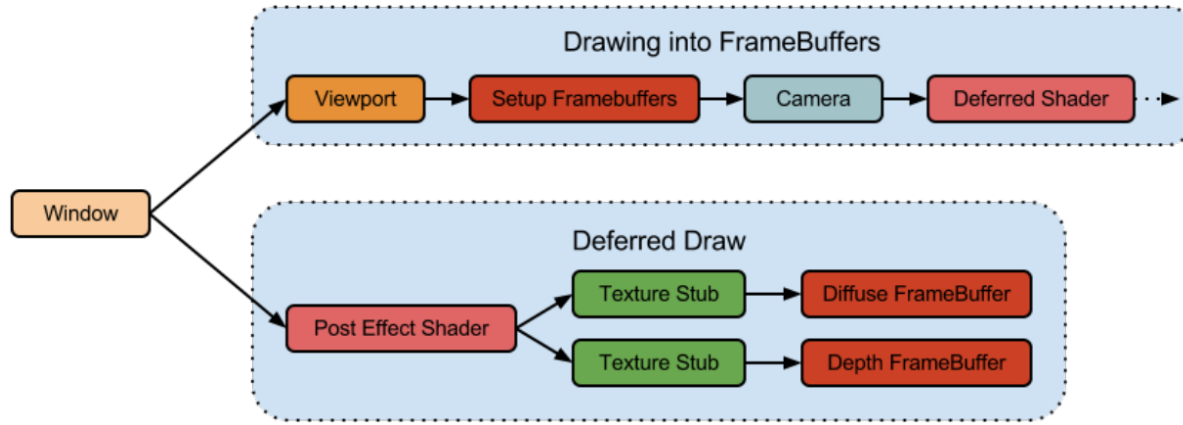 Drawing into FrameBuffers
Viewport
Setup Framebuffers
Camera
Deferred Shader
Window
Deferred Draw
Texture Stub
Diffuse FrameBuffer
Post Effect Shader
Texture Stub
Depth FrameBuffer